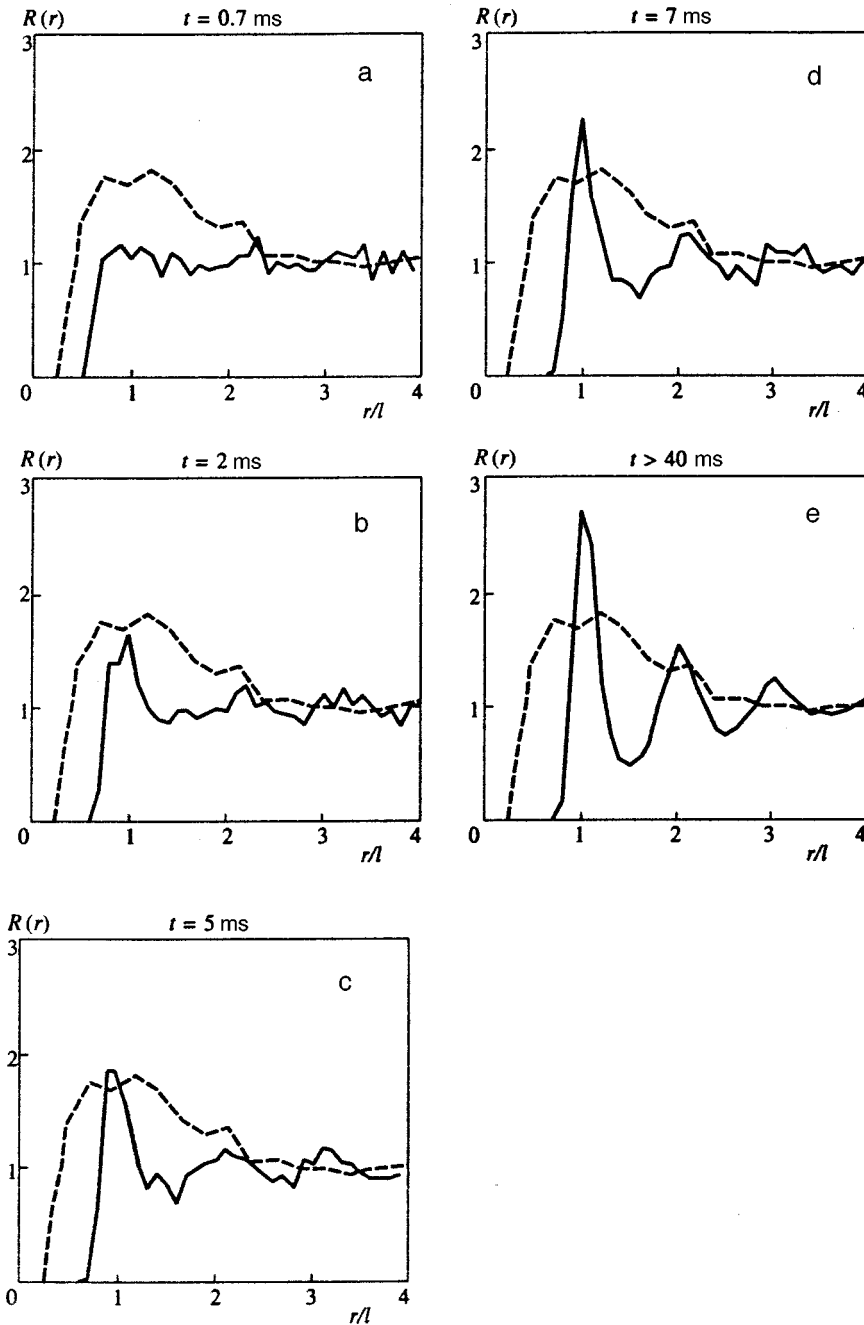 R(r) t = 0.7 ms
3
2
1
0 1 2 3 4
r/l
a
R(r) t = 7 ms
3
2
1
0 1 2 3 4
r/l
d
R(r) t = 2 ms
3
2
1
0 1 2 3 4
r/l
b
R(r) t > 40 ms
3
2
1
0 1 2 3 4
r/l
e
R(r) t = 5 ms
3
2
1
0 1 2 3 4
r/l
c